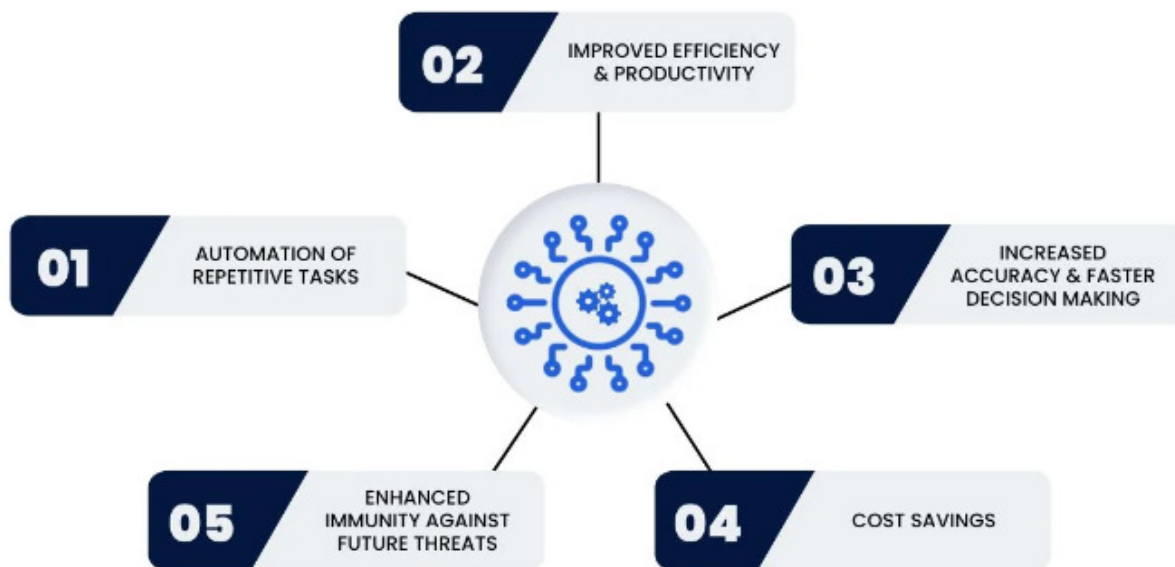 01
AUTOMATION OF
REPETITIVE TASKS
02
IMPROVED EFFICIENCY
& PRODUCTIVITY
03
INCREASED
ACCURACY & FASTER
DECISION MAKING
04
COST SAVINGS
05
ENHANCED
IMMUNITY AGAINST
FUTURE THREATS